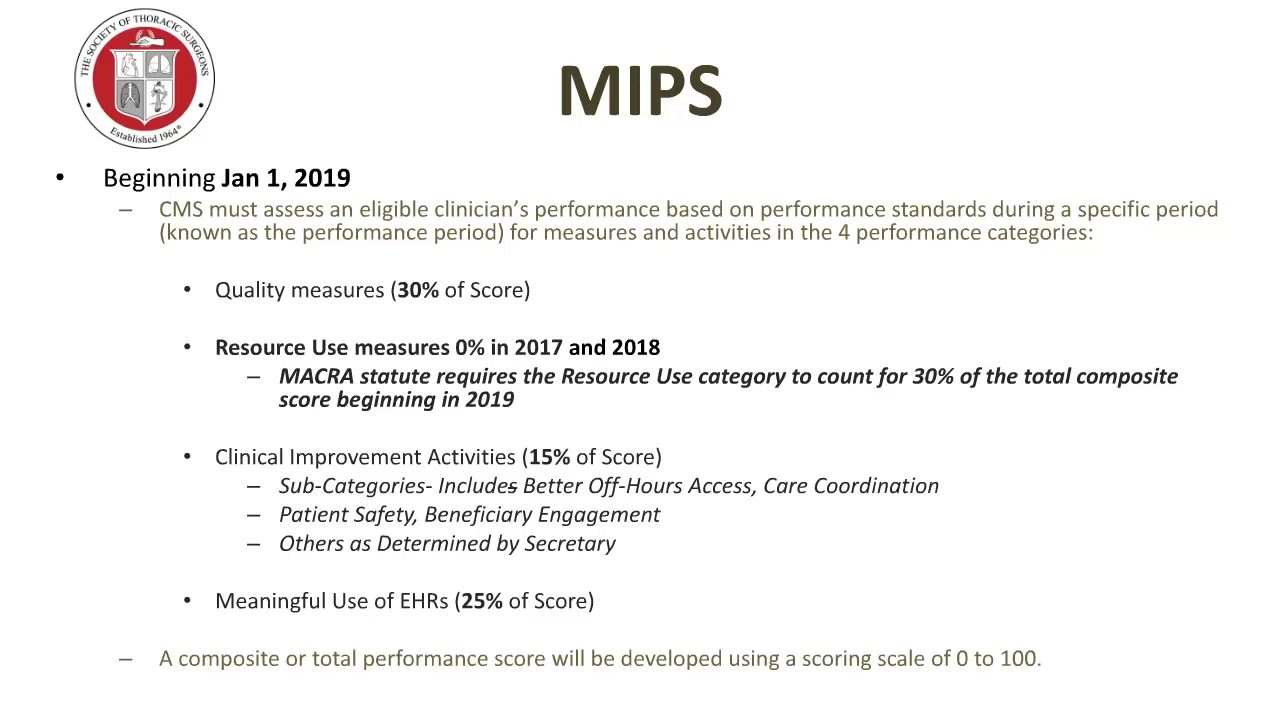 THE SOCIETY OF THORACIC SURGEONS
Established 1964®
MIPS
• Beginning Jan 1, 2019
– CMS must assess an eligible clinician’s performance based on performance standards during a specific period
(known as the performance period) for measures and activities in the 4 performance categories:
• Quality measures (30% of Score)
• Resource Use measures 0% in 2017 and 2018
– MACRA statute requires the Resource Use category to count for 30% of the total composite
score beginning in 2019
• Clinical Improvement Activities (15% of Score)
– Sub-Categories- Includes Better Off-Hours Access, Care Coordination
– Patient Safety, Beneficiary Engagement
– Others as Determined by Secretary
• Meaningful Use of EHRs (25% of Score)
– A composite or total performance score will be developed using a scoring scale of 0 to 100.